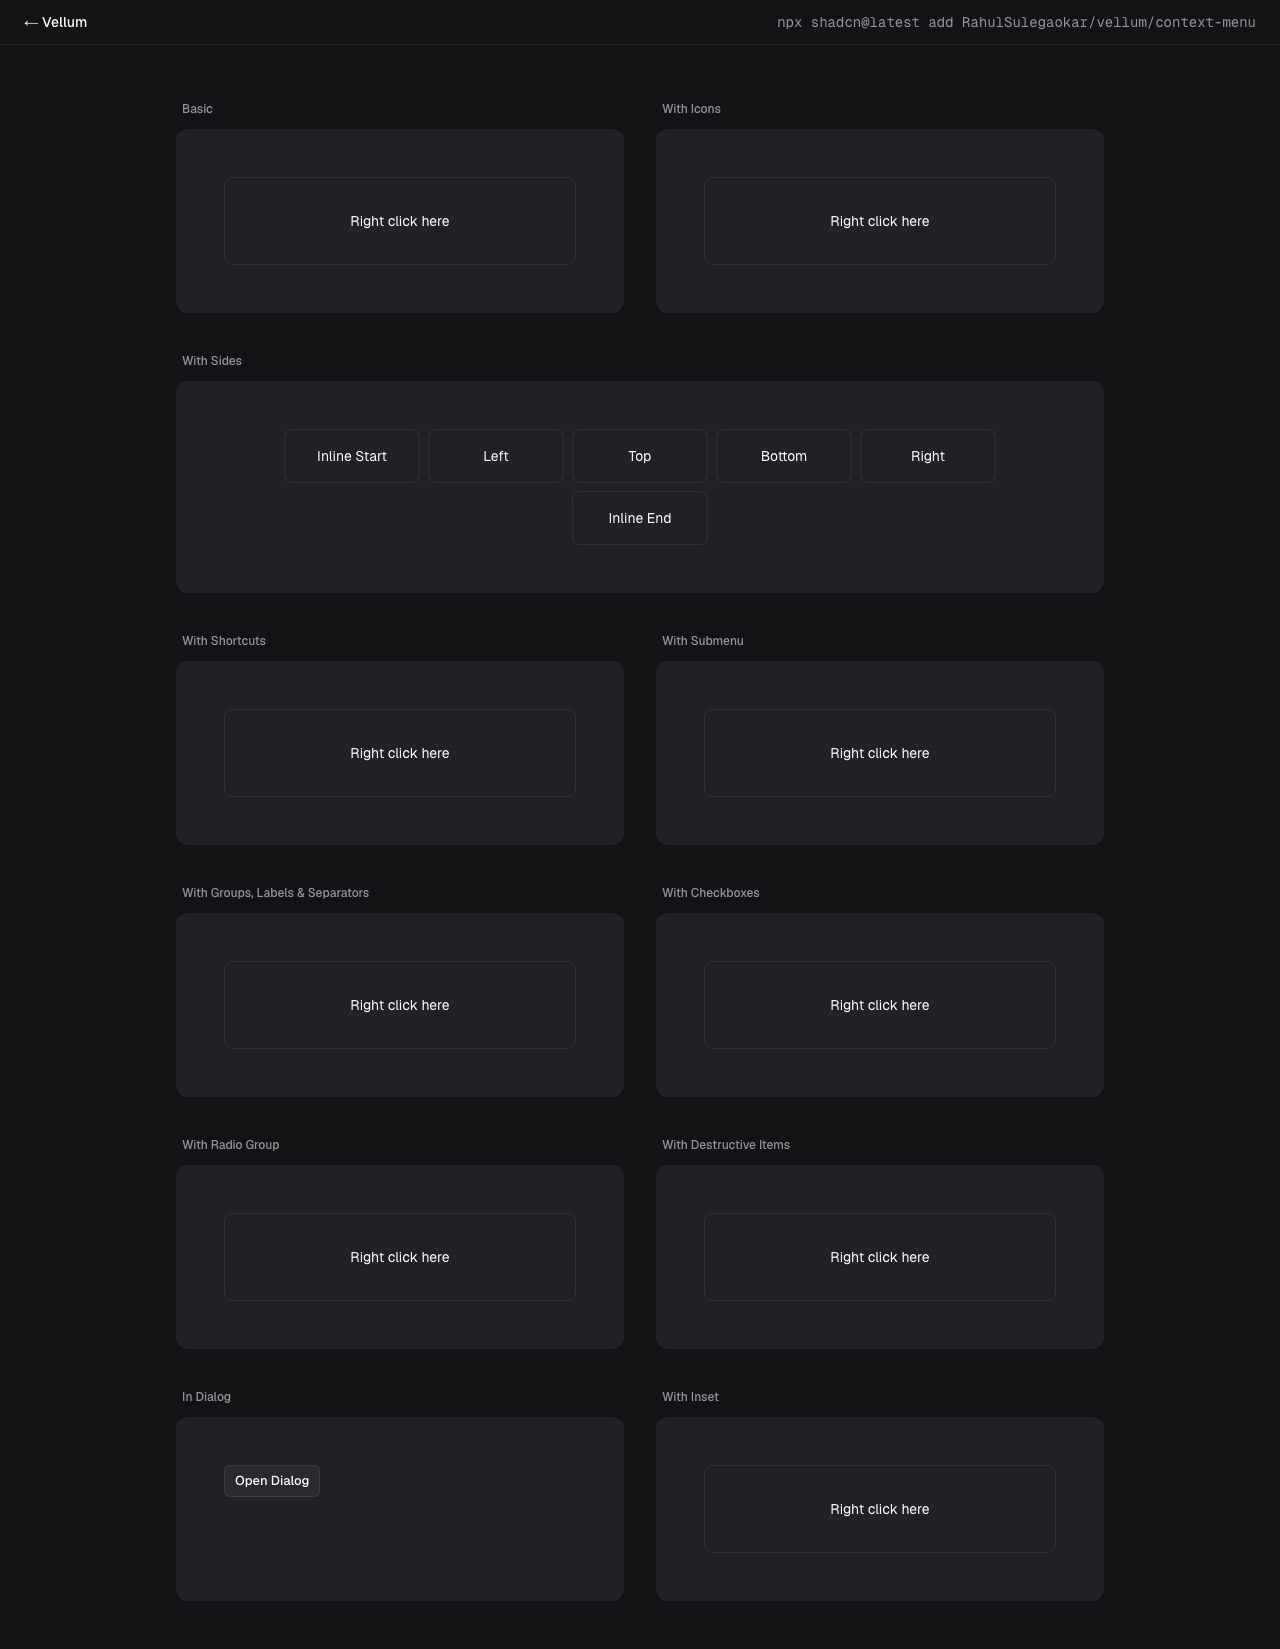 ← Vellum
npx shadcn@latest add RahulSulegaokar/vellum/context-menu
Basic
Right click here
With Icons
Right click here
With Sides
Inline Start
Left
Top
Bottom
Right
Inline End
With Shortcuts
Right click here
With Submenu
Right click here
With Groups, Labels & Separators
Right click here
With Checkboxes
Right click here
With Radio Group
Right click here
With Destructive Items
Right click here
In Dialog
Open Dialog
With Inset
Right click here